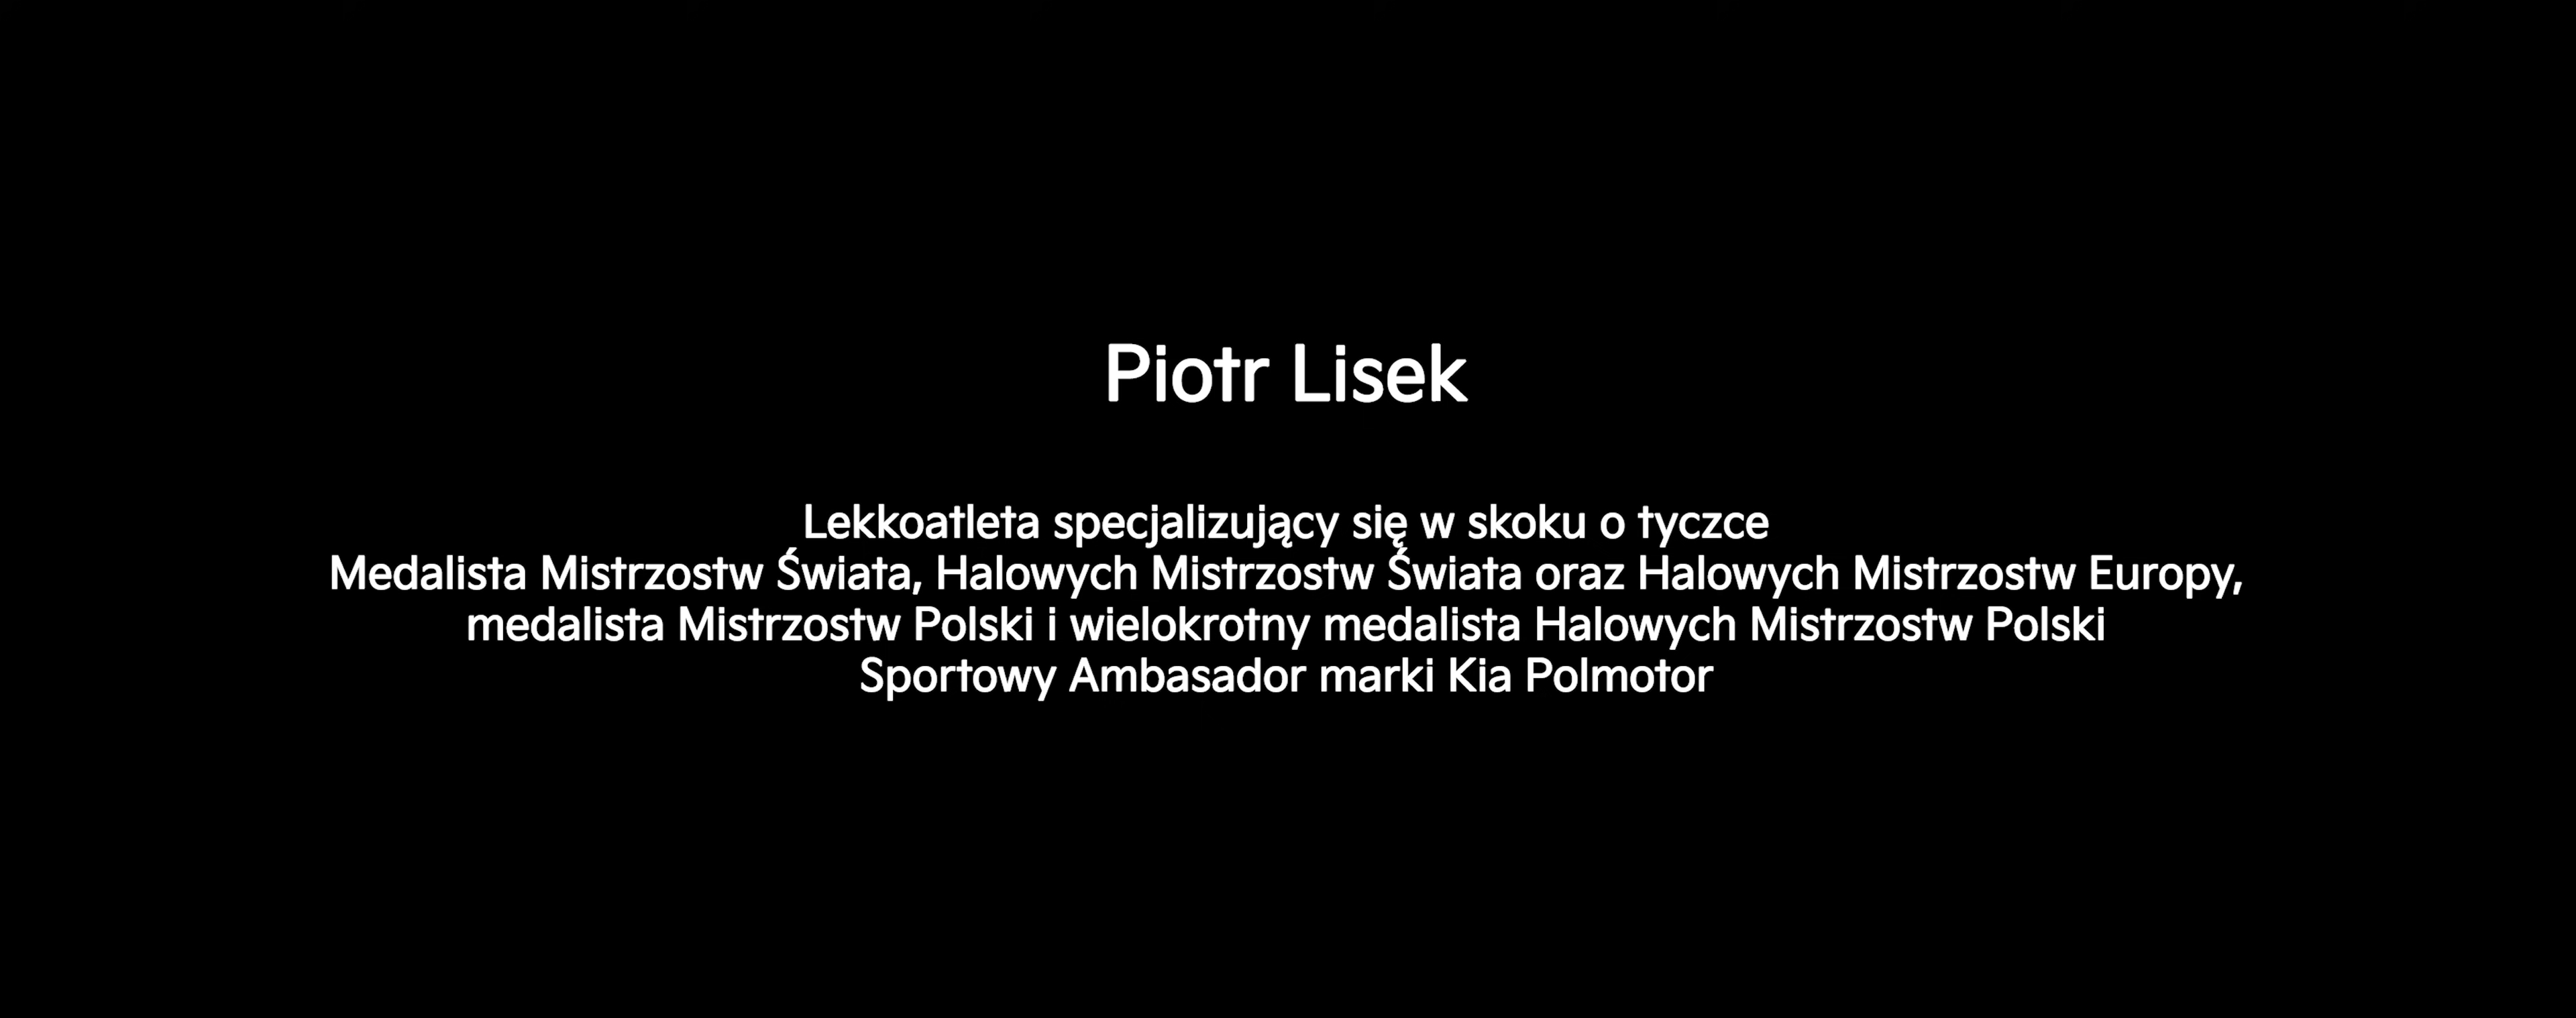 Piotr Lisek
Lekkoatleta specjalizujący się w skoku o tyczce
Medalista Mistrzostw Świata, Halowych Mistrzostw Świata oraz Halowych Mistrzostw Europy,
medalista Mistrzostw Polski i wielokrotny medalista Halowych Mistrzostw Polski
Sportowy Ambasador marki Kia Polmotor